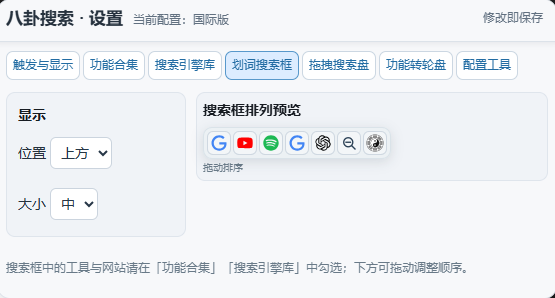 八卦搜索 · 设置 当前配置：国际版 修改即保存
触发与显示 功能合集 搜索引擎库 划词搜索框 拖拽搜索盘 功能转轮盘 配置工具
显示
位置 上方
大小 中
搜索框排列预览
拖动排序
搜索框中的工具与网站请在「功能合集」「搜索引擎库」中勾选；下方可拖动调整顺序。